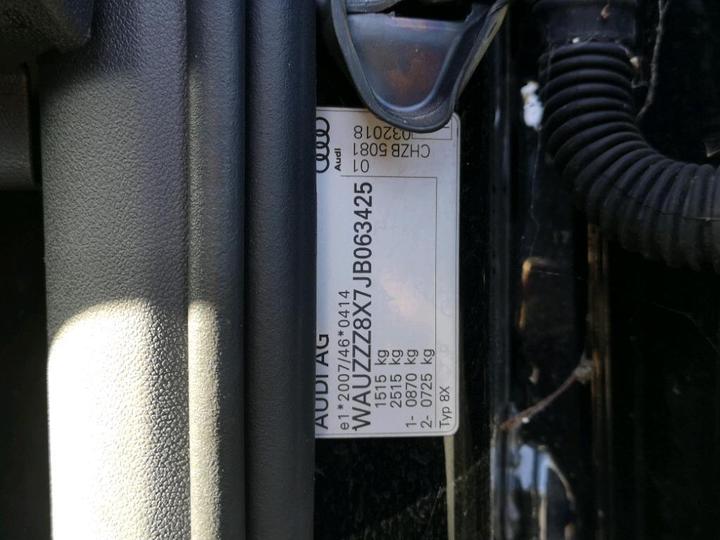 AUDI AG
e1*2007/46*0414
WAUZZZ8X7JB063425
1515 kg
2515 kg
1- 0870 kg
2- 0725 kg
Typ 8X
Audi
01
CHZB 5081
032018